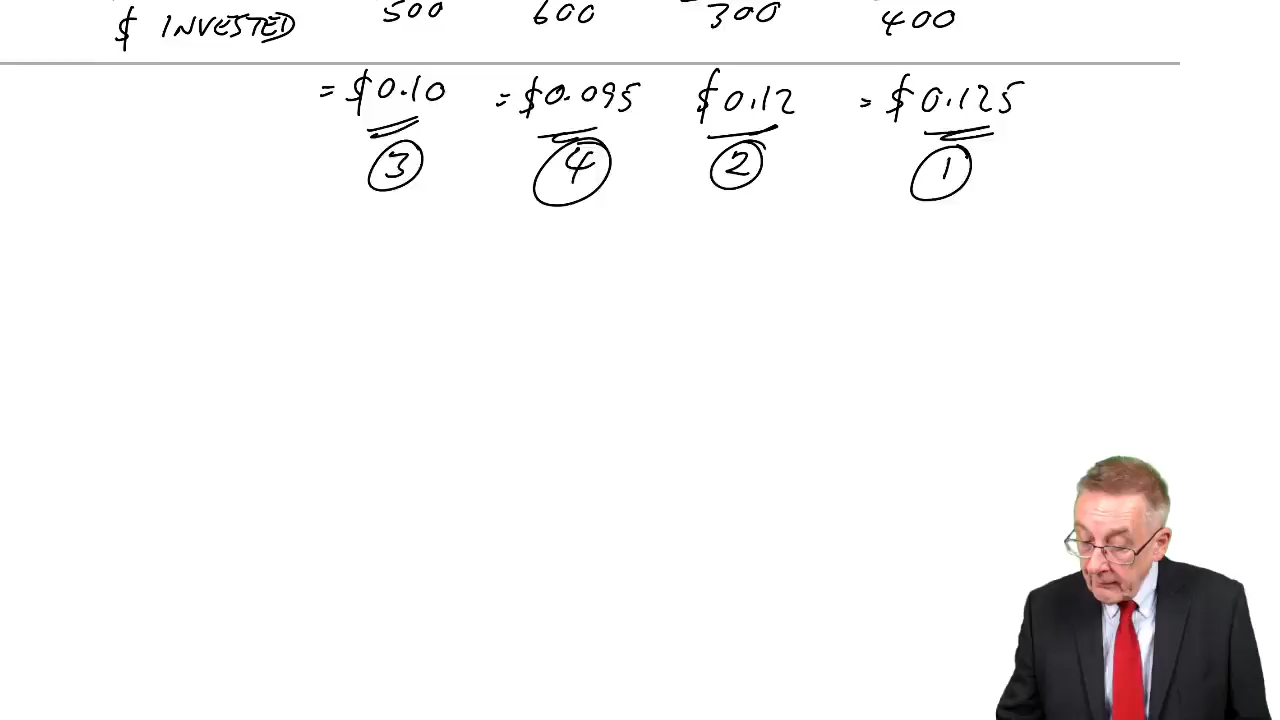 $ INVESTED 500 600 300 400
= $0.10 = $0.095 $0.12 = $0.125
3 4 2 1